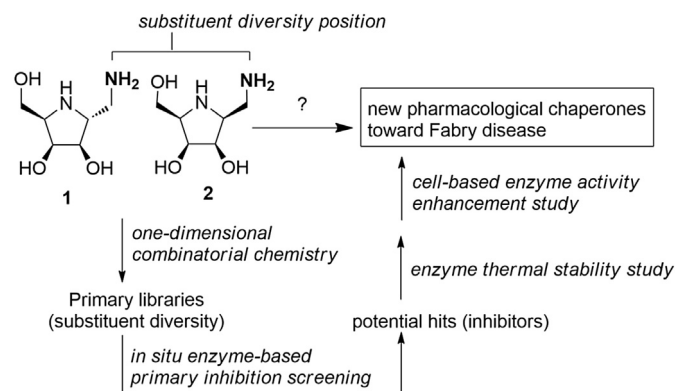 substituent diversity position
OH
H
N
NH2
HO
OH
1
OH
H
N
NH2
HO
OH
2
?
new pharmacological chaperones
toward Fabry disease
cell-based enzyme activity
enhancement study
one-dimensional
combinatorial chemistry
enzyme thermal stability study
Primary libraries
(substituent diversity)
potential hits (inhibitors)
in situ enzyme-based
primary inhibition screening